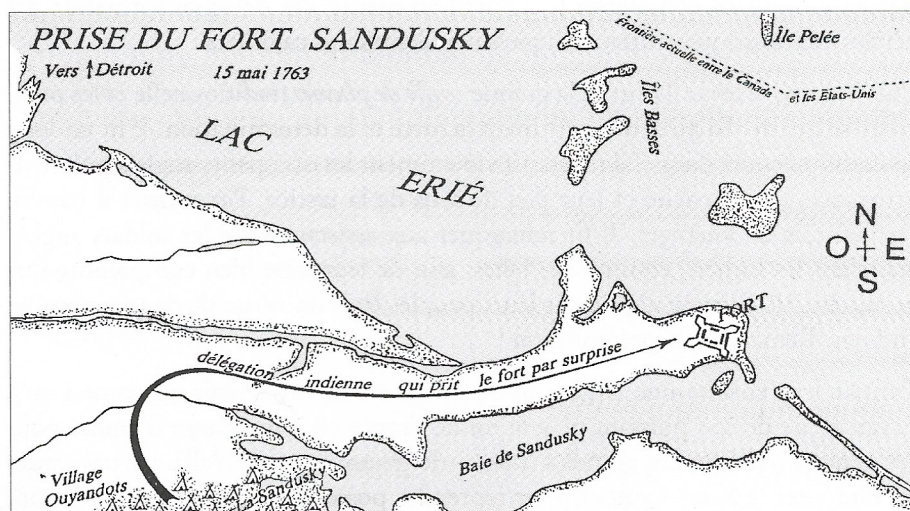 PRISE DU FORT SANDUSKY
Vers Détroit
15 mai 1763
LAC ERIÉ
Îles Basses
Frontière actuelle entre le Canada
et les Etats-Unis
Île Pelée
N
O E
S
FORT
délégation indienne qui prit le fort par surprise
Baie de Sandusky
Village
Ouyandots
Sandusky